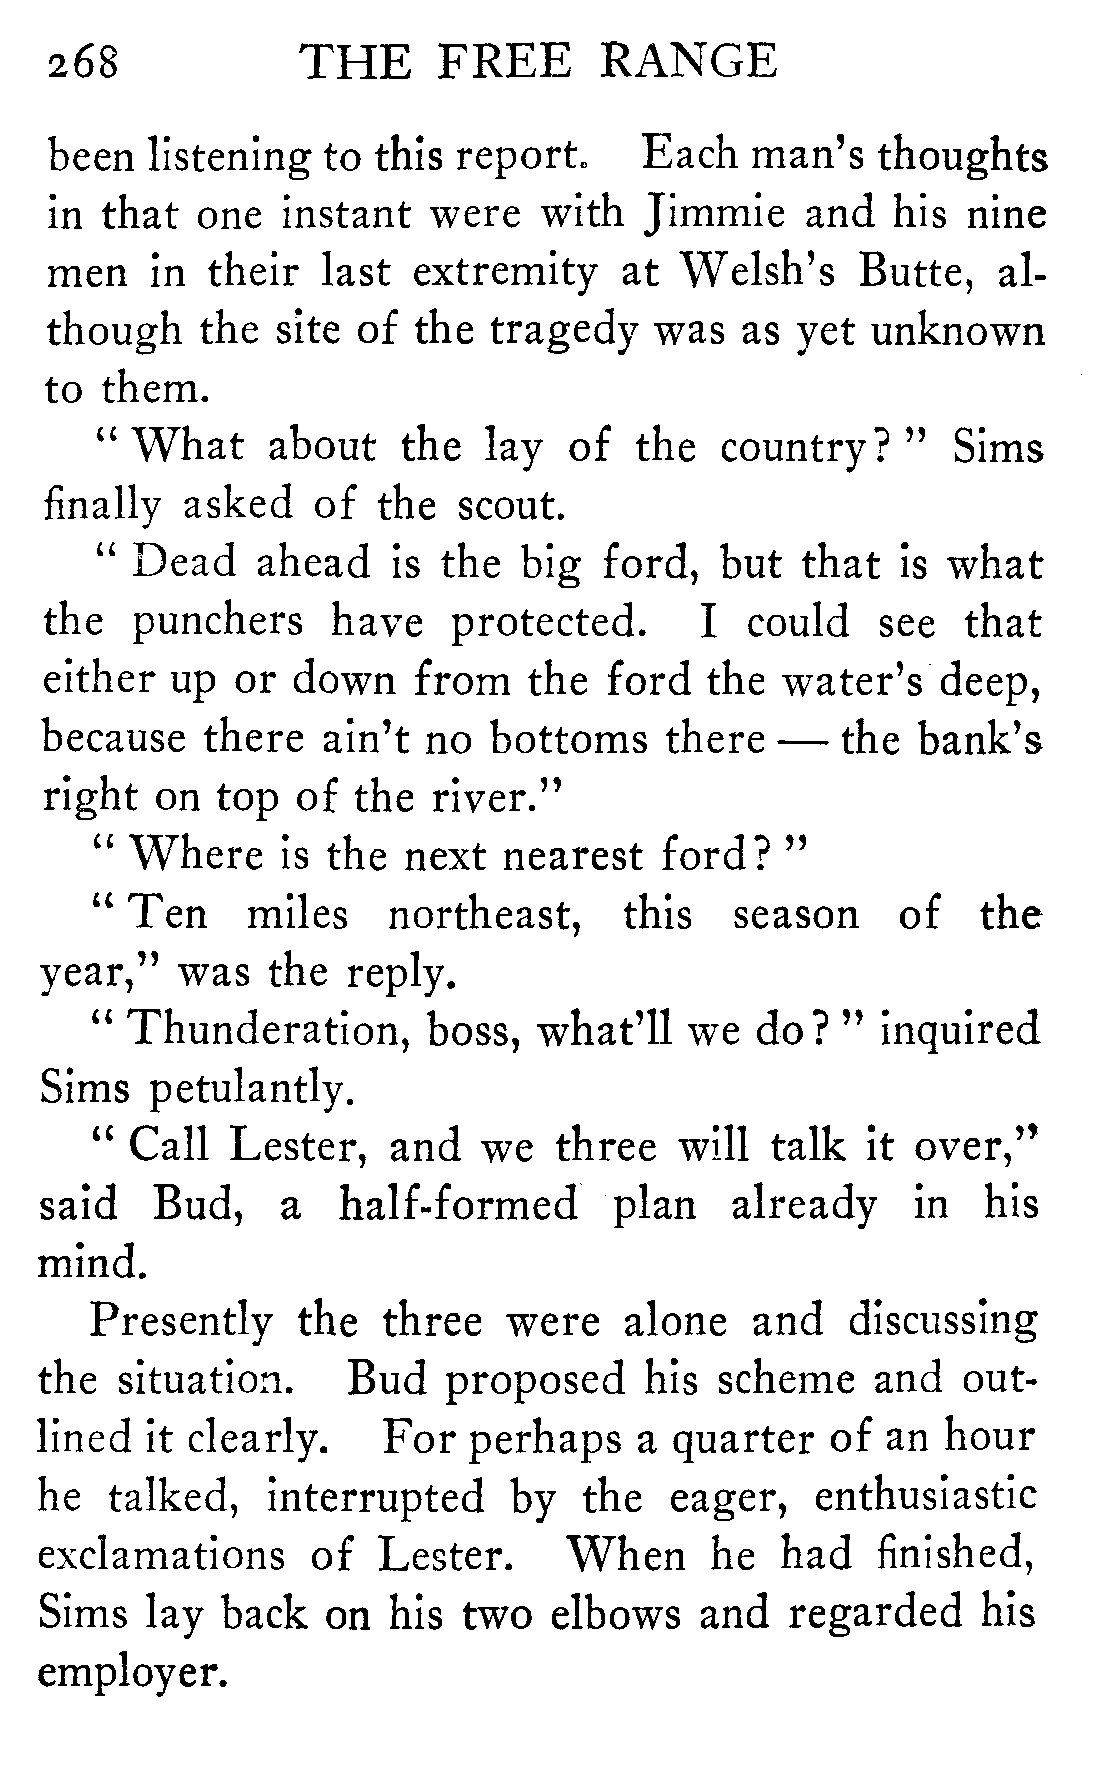 268 THE FREE RANGE
been listening to this report. Each man's thoughts
in that one instant were with Jimmie and his nine
men in their last extremity at Welsh's Butte, al-
though the site of the tragedy was as yet unknown
to them.
" What about the lay of the country? " Sims
finally asked of the scout.
" Dead ahead is the big ford, but that is what
the punchers have protected. I could see that
either up or down from the ford the water's deep,
because there ain't no bottoms there — the bank's
right on top of the river."
" Where is the next nearest ford? "
" Ten miles northeast, this season of the
year," was the reply.
" Thunderation, boss, what'll we do? " inquired
Sims petulantly.
" Call Lester, and we three will talk it over,"
said Bud, a half-formed plan already in his
mind.
Presently the three were alone and discussing
the situation. Bud proposed his scheme and out-
lined it clearly. For perhaps a quarter of an hour
he talked, interrupted by the eager, enthusiastic
exclamations of Lester. When he had finished,
Sims lay back on his two elbows and regarded his
employer.